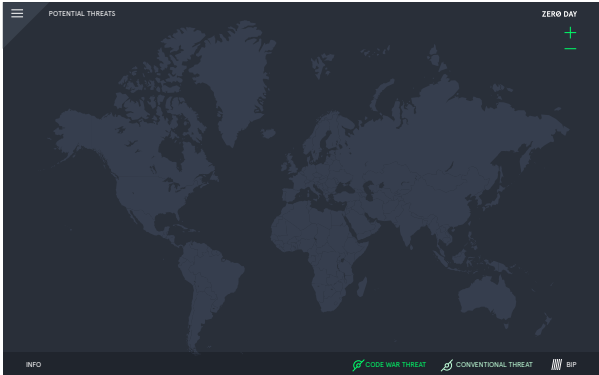 POTENTIAL THREATS
ZERØ DAY
INFO
CODE WAR THREAT
CONVENTIONAL THREAT
BIP